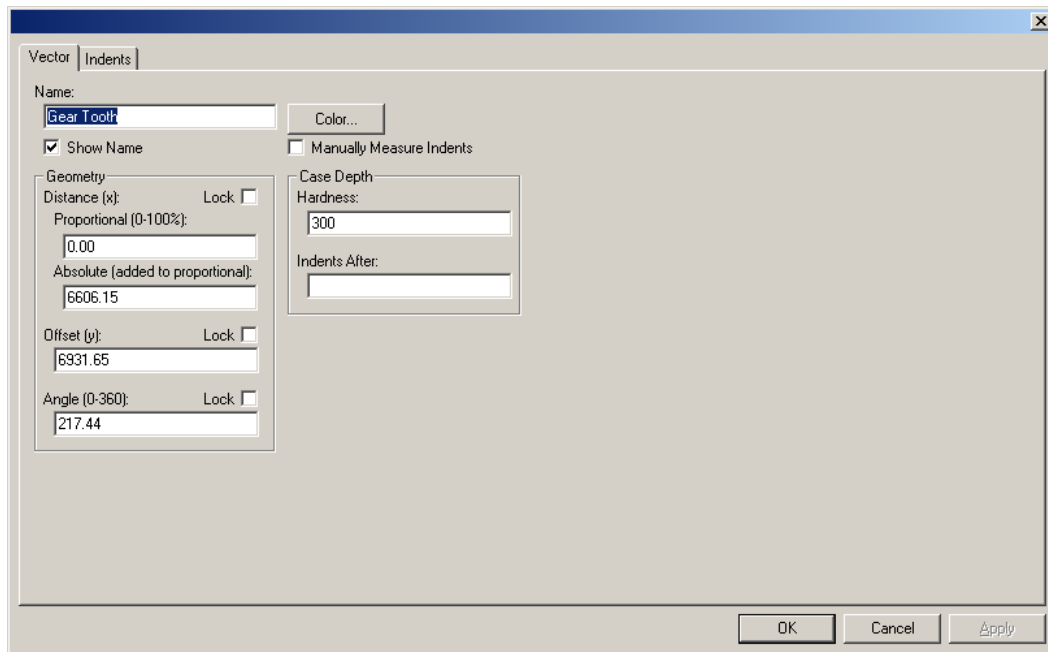 Vector Indents
Name:
Gear Tooth
Color...
Show Name
Manually Measure Indents
Geometry
Distance (x): Lock
Proportional (0-100%):
0.00
Absolute (added to proportional):
6606.15
Offset (y): Lock
6931.65
Angle (0-360): Lock
217.44
Case Depth
Hardness:
300
Indents After:
OK Cancel Apply